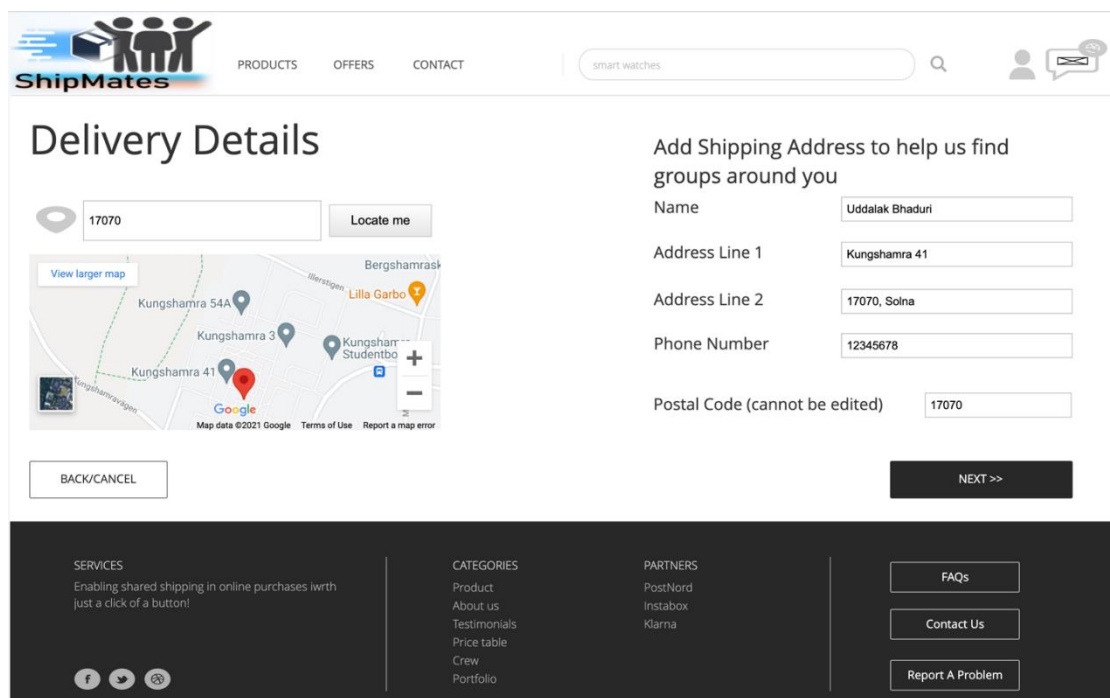 ShipMates
PRODUCTS OFFERS CONTACT
smart watches
Delivery Details
17070
Locate me
View larger map
Bergshamrask
Illerstigen
Lilla Garbo
Kungshamra 54A
Kungshamra 3
Kungshamra
Studentbo
Kungshamra 41
Kungshamravägen
Google
Map data ©2021 Google Terms of Use Report a map error
Add Shipping Address to help us find
groups around you
Name Uddalak Bhaduri
Address Line 1 Kungshamra 41
Address Line 2 17070, Solna
Phone Number 12345678
Postal Code (cannot be edited) 17070
BACK/CANCEL
NEXT >>
SERVICES
Enabling shared shipping in online purchases iwrth
just a click of a button!
CATEGORIES
Product
About us
Testimonials
Price table
Crew
Portfolio
PARTNERS
PostNord
Instabox
Klarna
FAQs
Contact Us
Report A Problem